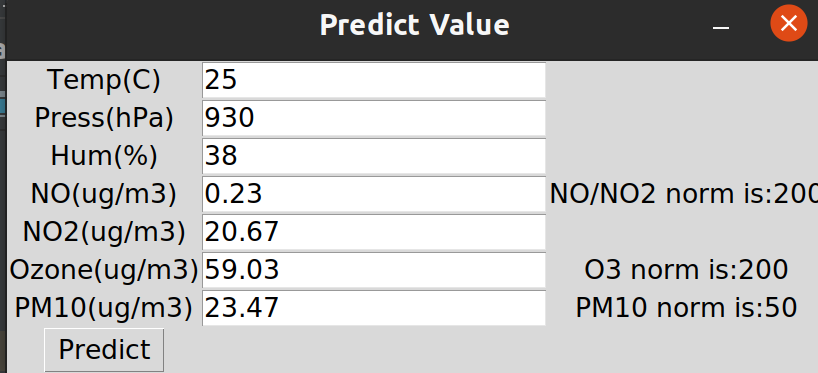 Predict Value
Temp(C) 25
Press(hPa) 930
Hum(%) 38
NO(ug/m3) 0.23 NO/NO2 norm is:200
NO2(ug/m3) 20.67
Ozone(ug/m3) 59.03 O3 norm is:200
PM10(ug/m3) 23.47 PM10 norm is:50
Predict